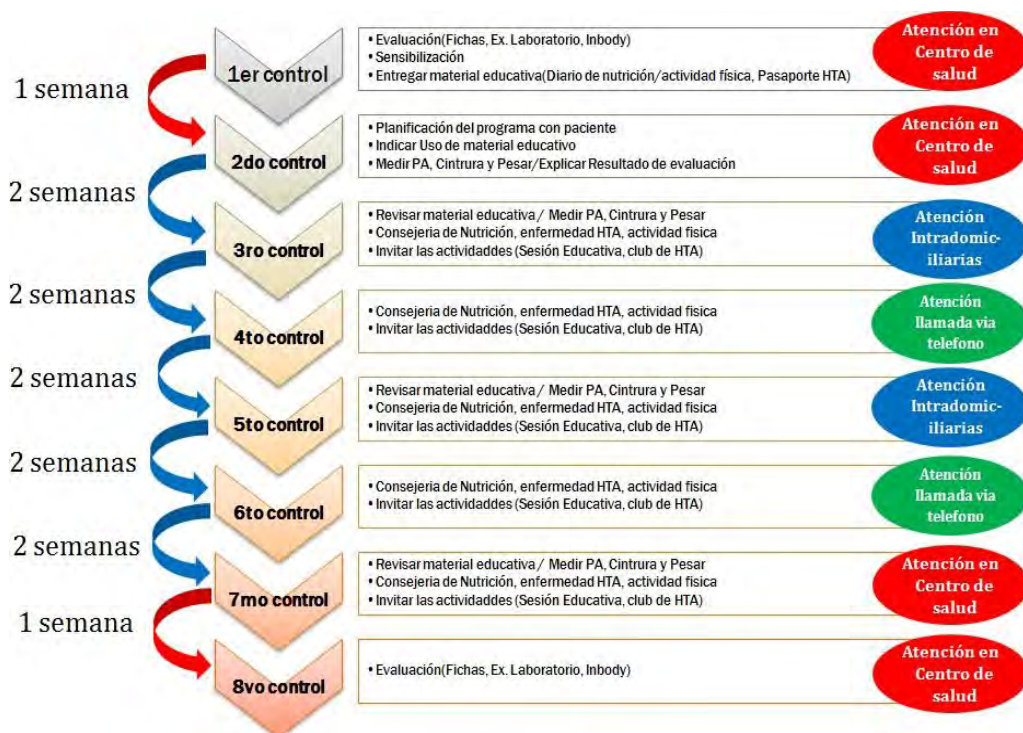 1er control
• Evaluación(Fichas, Ex. Laboratorio, Inbody)
• Sensibilización
• Entregar material educativa(Diario de nutrición/actividad física, Pasaporte HTA)
Atención en
Centro de
salud
1 semana
2do control
• Planificación del programa con paciente
• Indicar Uso de material educativo
• Medir PA, Cintura y Pesar/Explicar Resultado de evaluación
Atención en
Centro de
salud
2 semanas
3ro control
• Revisar material educativa / Medir PA, Cintrura y Pesar
• Consejeria de Nutrición, enfermedad HTA, actividad fisica
• Invitar las actividaddes (Sesión Educativa, club de HTA)
Atención
Intradomic-
iliarias
2 semanas
4to control
• Consejeria de Nutrición, enfermedad HTA, actividad fisica
• Invitar las actividaddes (Sesión Educativa, club de HTA)
Atención
llamada via
telefono
2 semanas
5to control
• Revisar material educativa / Medir PA, Cintrura y Pesar
• Consejeria de Nutrición, enfermedad HTA, actividad fisica
• Invitar las actividaddes (Sesión Educativa, club de HTA)
Atención
Intradomic-
iliarias
2 semanas
6to control
• Consejeria de Nutrición, enfermedad HTA, actividad fisica
• Invitar las actividaddes (Sesión Educativa, club de HTA)
Atención
llamada via
telefono
2 semanas
7mo control
• Revisar material educativa / Medir PA, Cintrura y Pesar
• Consejeria de Nutrición, enfermedad HTA, actividad fisica
• Invitar las actividaddes (Sesión Educativa, club de HTA)
Atención en
Centro de
salud
1 semana
8vo control
• Evaluación(Fichas, Ex. Laboratorio, Inbody)
Atención en
Centro de
salud